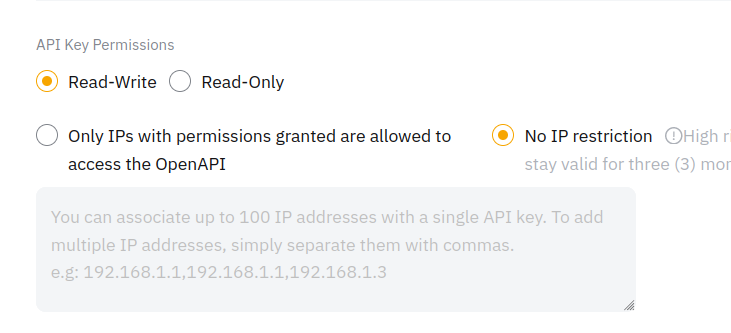 API Key Permissions
Read-Write Read-Only
Only IPs with permissions granted are allowed to
access the OpenAPI
No IP restriction High
stay valid for three (3)
You can associate up to 100 IP addresses with a single API key. To add
multiple IP addresses, simply separate them with commas.
e.g: 192.168.1.1,192.168.1.1,192.168.1.3